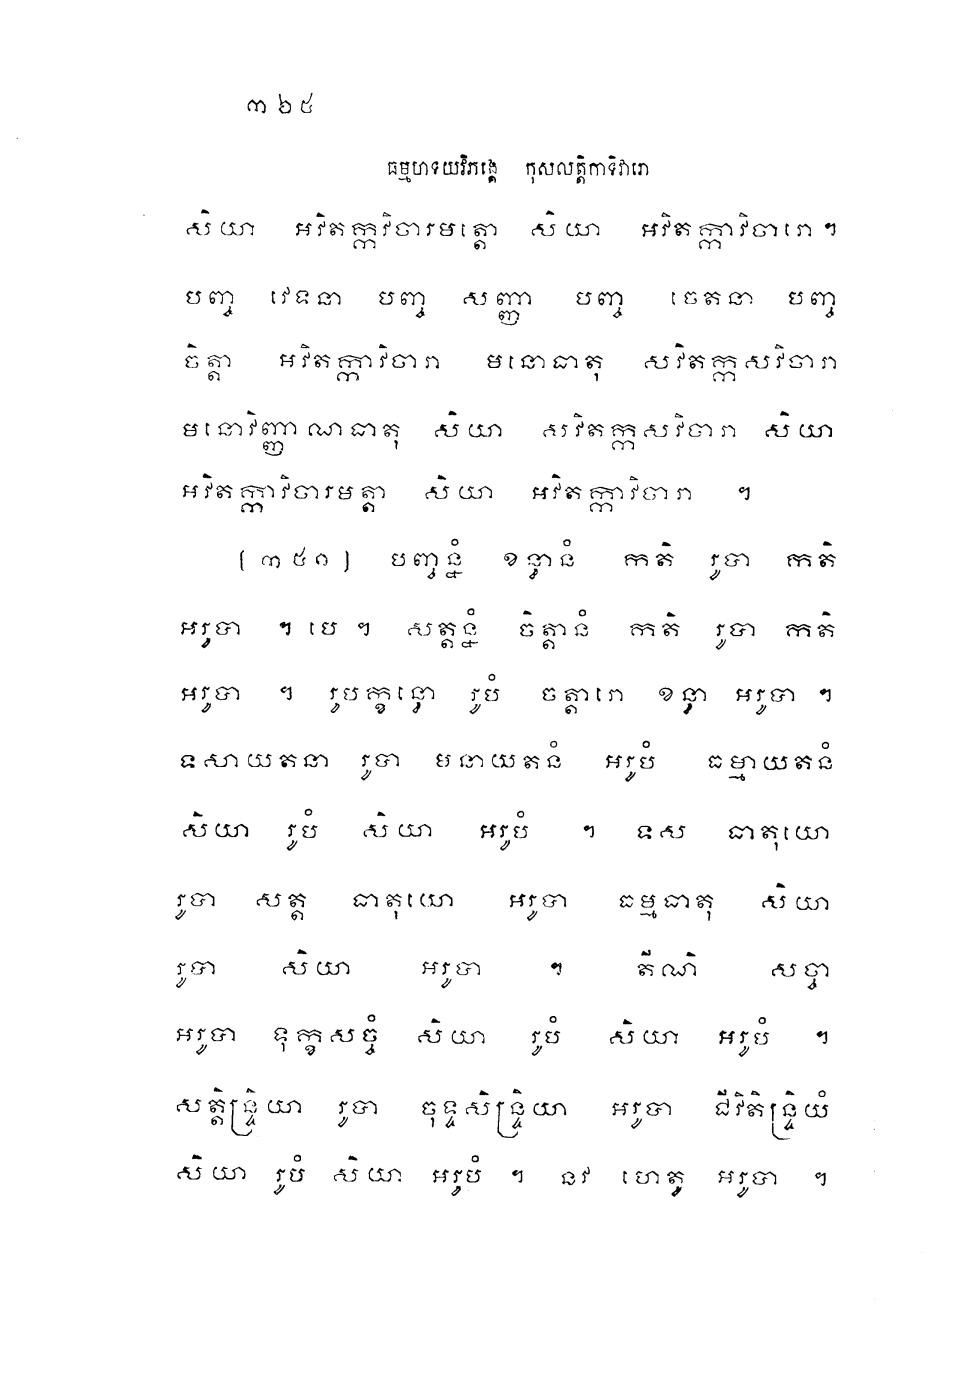 ៣៦៥
ធម្មហទយវិភង្គេ កុសលត្តិកាទិវារោ
សិយា អវិតក្កវិចារមត្តោ សិយា អវិតក្កាវិចារោ។
បញ្ច វេទនា បញ្ច សញ្ញា បញ្ច ចេតនា បញ្ច
ចិត្តា អវិតក្កាវិចារា មនោធាតុ សវិតក្កសវិចារា
មនោវិញ្ញាណធាតុ សិយា សវិតក្កសវិចារា សិយា
អវិតក្កាវិចារមត្តា សិយា អវិតក្កាវិចារា ។
[៣៥០] បញ្ចន្នំ ខន្ធានំ កតិ រូបា កតិ
អរូបា ។ បេ ។ សត្តន្នំ ចិត្តានំ កតិ រូបា កតិ
អរូបា ។ រូបក្ខន្ធោ រូបំ ចត្តារោ ខន្ធា អរូបា ។
ទសាយតនា រូបា មនាយតនំ អរូបំ ធម្មាយតនំ
សិយា រូបំ សិយា អរូបំ ។ ទស ធាតុយោ
រូបា សត្ត ធាតុយោ អរូបា ធម្មធាតុ សិយា
រូបា សិយា អរូបា ។ តីណិ សច្ចា
អរូបា ទុក្ខសច្ចំ សិយា រូបំ សិយា អរូបំ ។
សត្តិន្ទ្រិយា រូបា ចុទ្ទសិន្ទ្រិយា អរូបា ជីវិតិន្ទ្រិយំ
សិយា រូបំ សិយា អរូបំ ។ នវ ហេតូ អរូបា ។